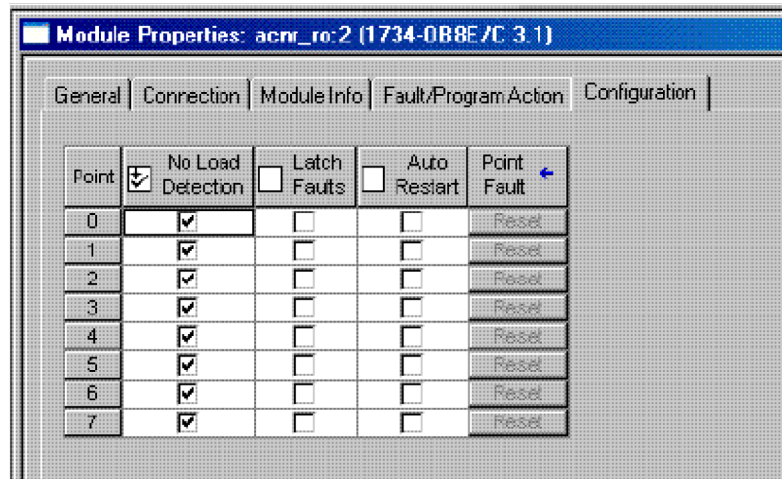 Module Properties: acnr_ro:2 (1734-OB8E/C 3.1)
General Connection Module Info Fault/Program Action Configuration
Point No Load Detection Latch Faults Auto Restart Point Fault
0 Reset
1 Reset
2 Reset
3 Reset
4 Reset
5 Reset
6 Reset
7 Reset